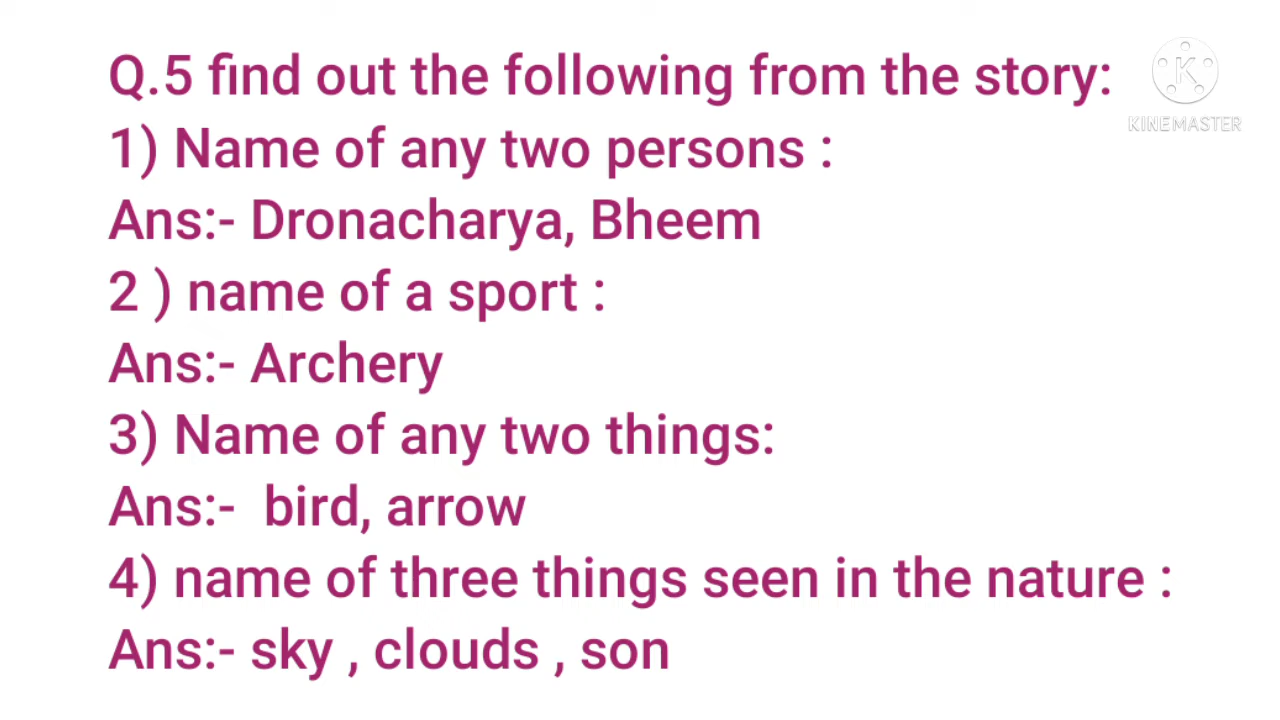 Q.5 find out the following from the story:
K
KINEMASTER
1) Name of any two persons :
Ans:- Dronacharya, Bheem
2 ) name of a sport :
Ans:- Archery
3) Name of any two things:
Ans:-  bird, arrow
4) name of three things seen in the nature :
Ans:- sky , clouds , son